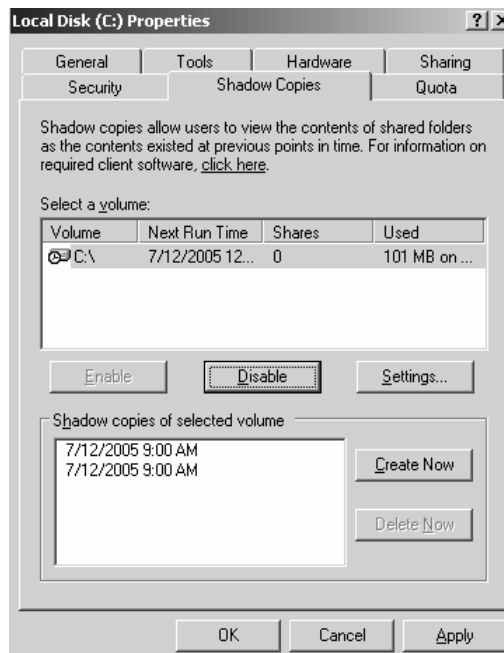 Local Disk (C:) Properties
General Tools Hardware Sharing
Security Shadow Copies Quota
Shadow copies allow users to view the contents of shared folders
as the contents existed at previous points in time. For information on
required client software, click here.
Select a volume:
Volume Next Run Time Shares Used
C:\ 7/12/2005 12... 0 101 MB on ...
Enable Disable Settings...
Shadow copies of selected volume
7/12/2005 9:00 AM
7/12/2005 9:00 AM
Create Now
Delete Now
OK Cancel Apply